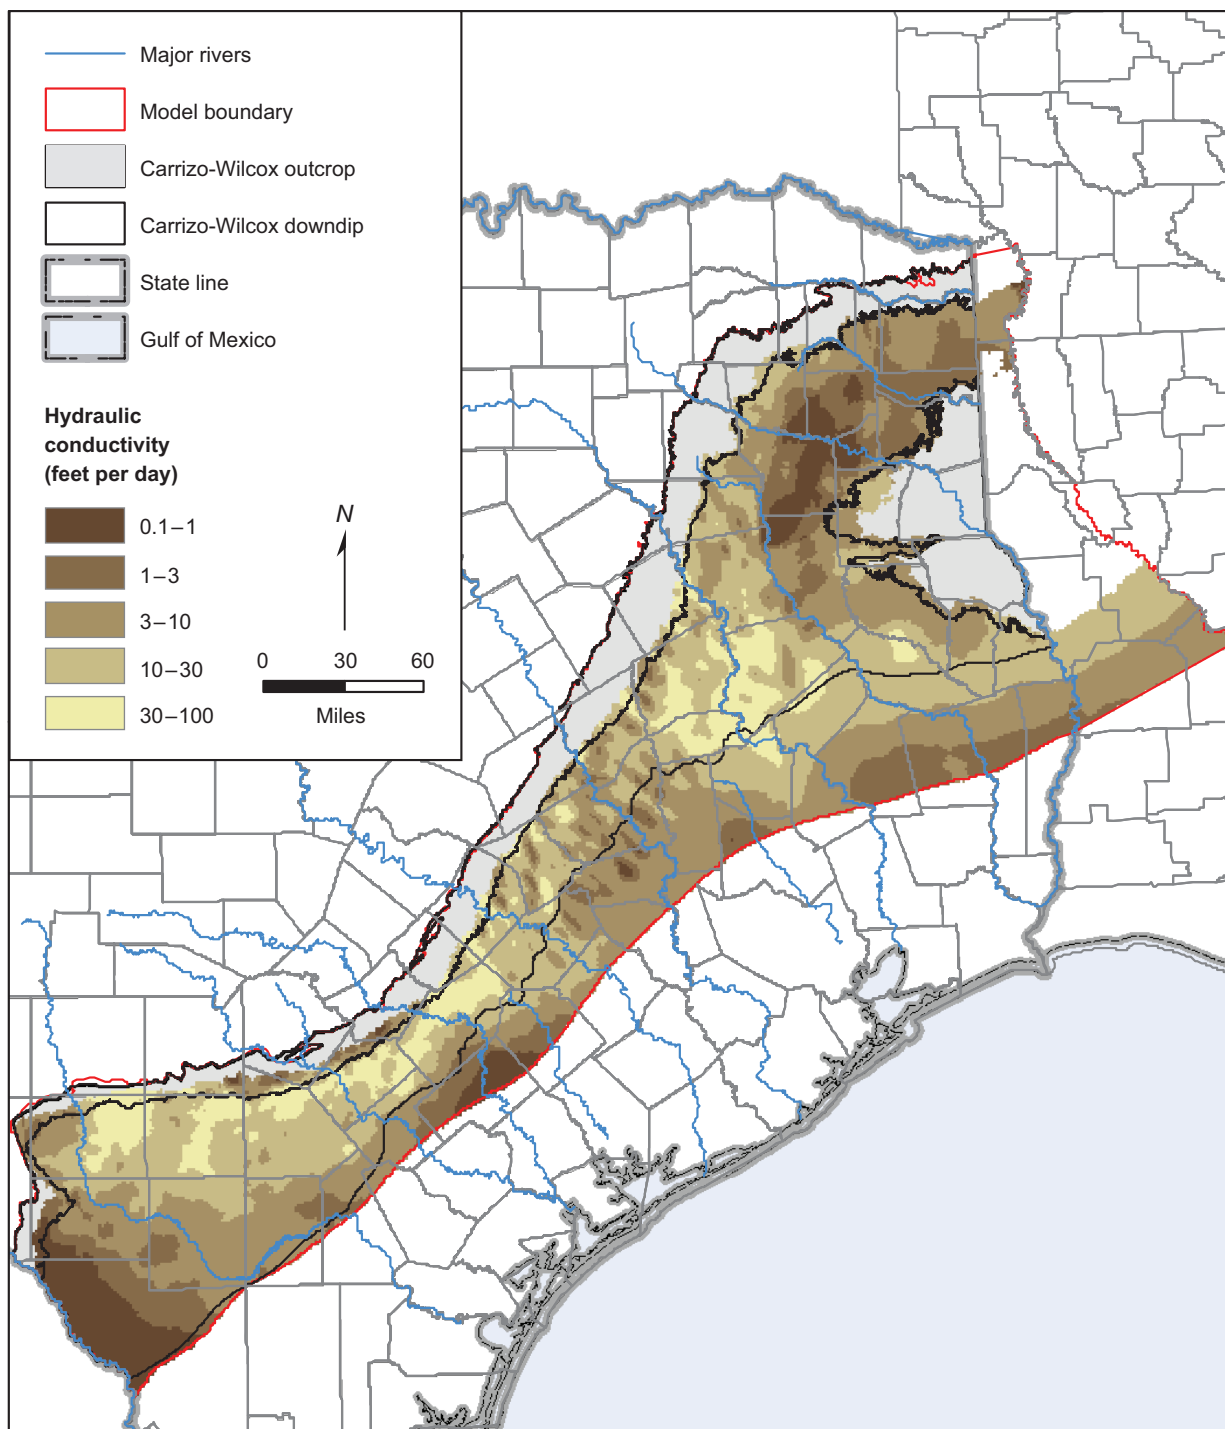 Major rivers
Model boundary
Carrizo-Wilcox outcrop
Carrizo-Wilcox downdip
State line
Gulf of Mexico
Hydraulic
conductivity
(feet per day)
0.1–1
1–3
3–10
10–30
30–100
N
0 30 60
Miles